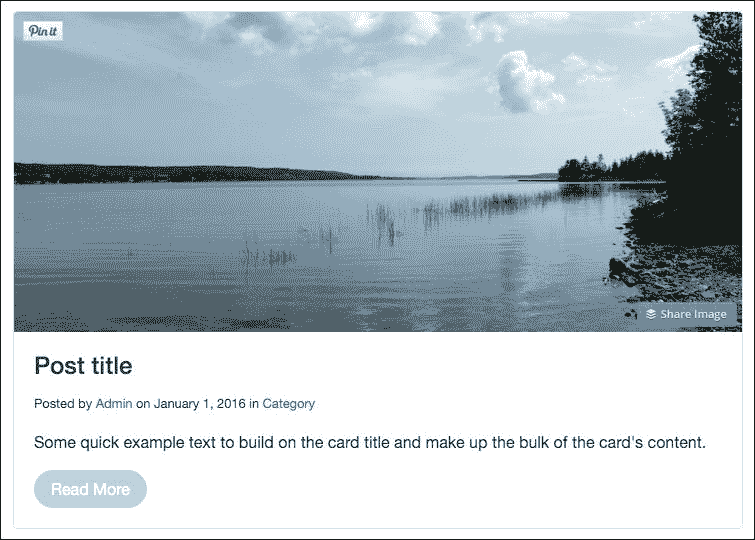 Pin it
Share Image
Post title
Posted by Admin on January 1, 2016 in Category
Some quick example text to build on the card title and make up the bulk of the card's content.
Read More